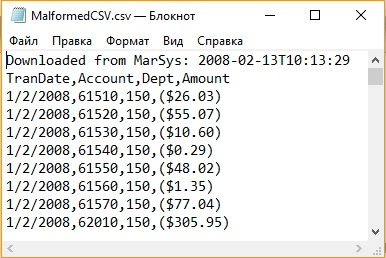 MalformedCSV.csv — Блокнот
Файл Правка Формат Вид Справка
Downloaded from MarSys: 2008-02-13T10:13:29
TranDate,Account,Dept,Amount
1/2/2008,61510,150,($26.03)
1/2/2008,61520,150,($55.07)
1/2/2008,61530,150,($10.60)
1/2/2008,61540,150,($0.29)
1/2/2008,61550,150,($48.02)
1/2/2008,61560,150,($1.35)
1/2/2008,61570,150,($77.04)
1/2/2008,62010,150,($305.95)